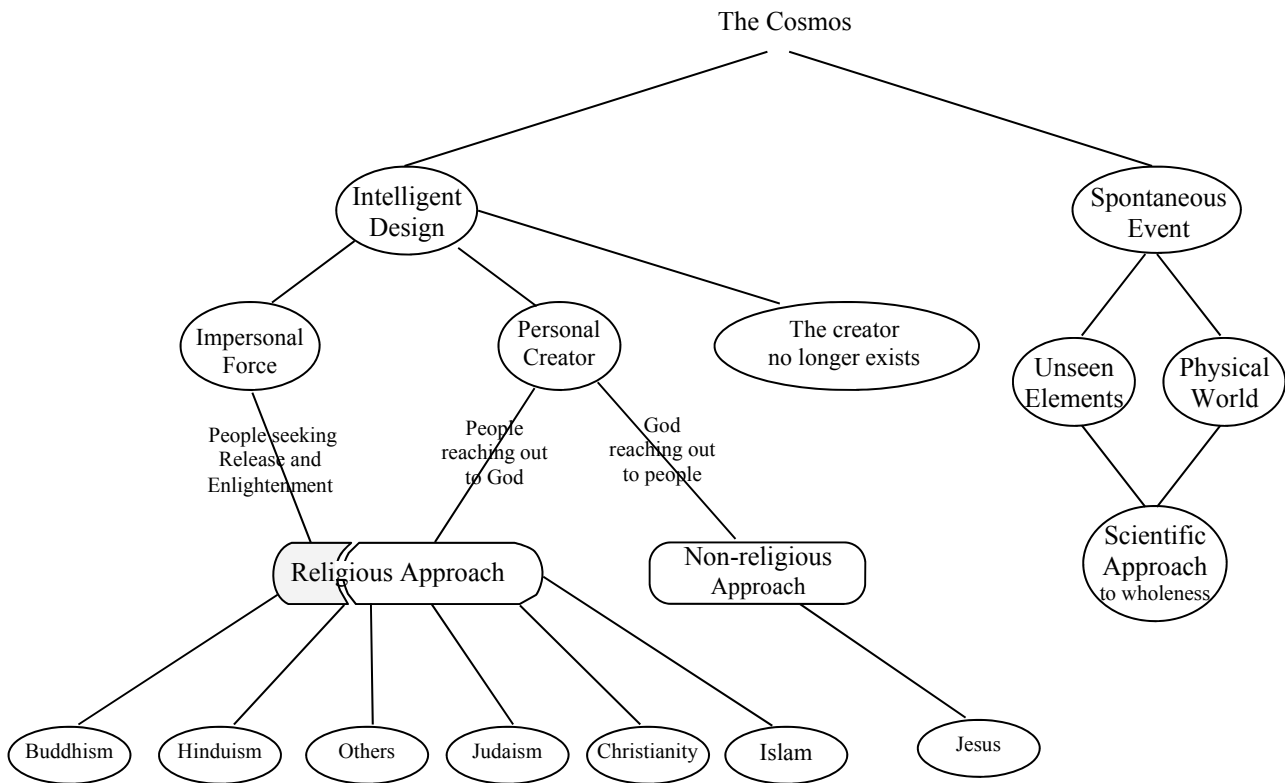 The Cosmos
Intelligent
Design
Spontaneous
Event
Impersonal
Force
Personal
Creator
The creator
no longer exists
Unseen
Elements
Physical
World
People seeking
Release and
Enlightenment
People
reaching out
to God
God
reaching out
to people
Religious Approach
Non-religious
Approach
Scientific
Approach
to wholeness
Buddhism
Hinduism
Others
Judaism
Christianity
Islam
Jesus